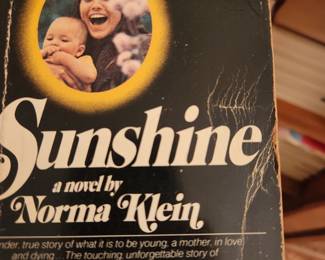 Sunshine
a novel by
Norma Klein
nder, true story of what it is to be young, a mother, in love
and dying... The touching, unforgettable story of